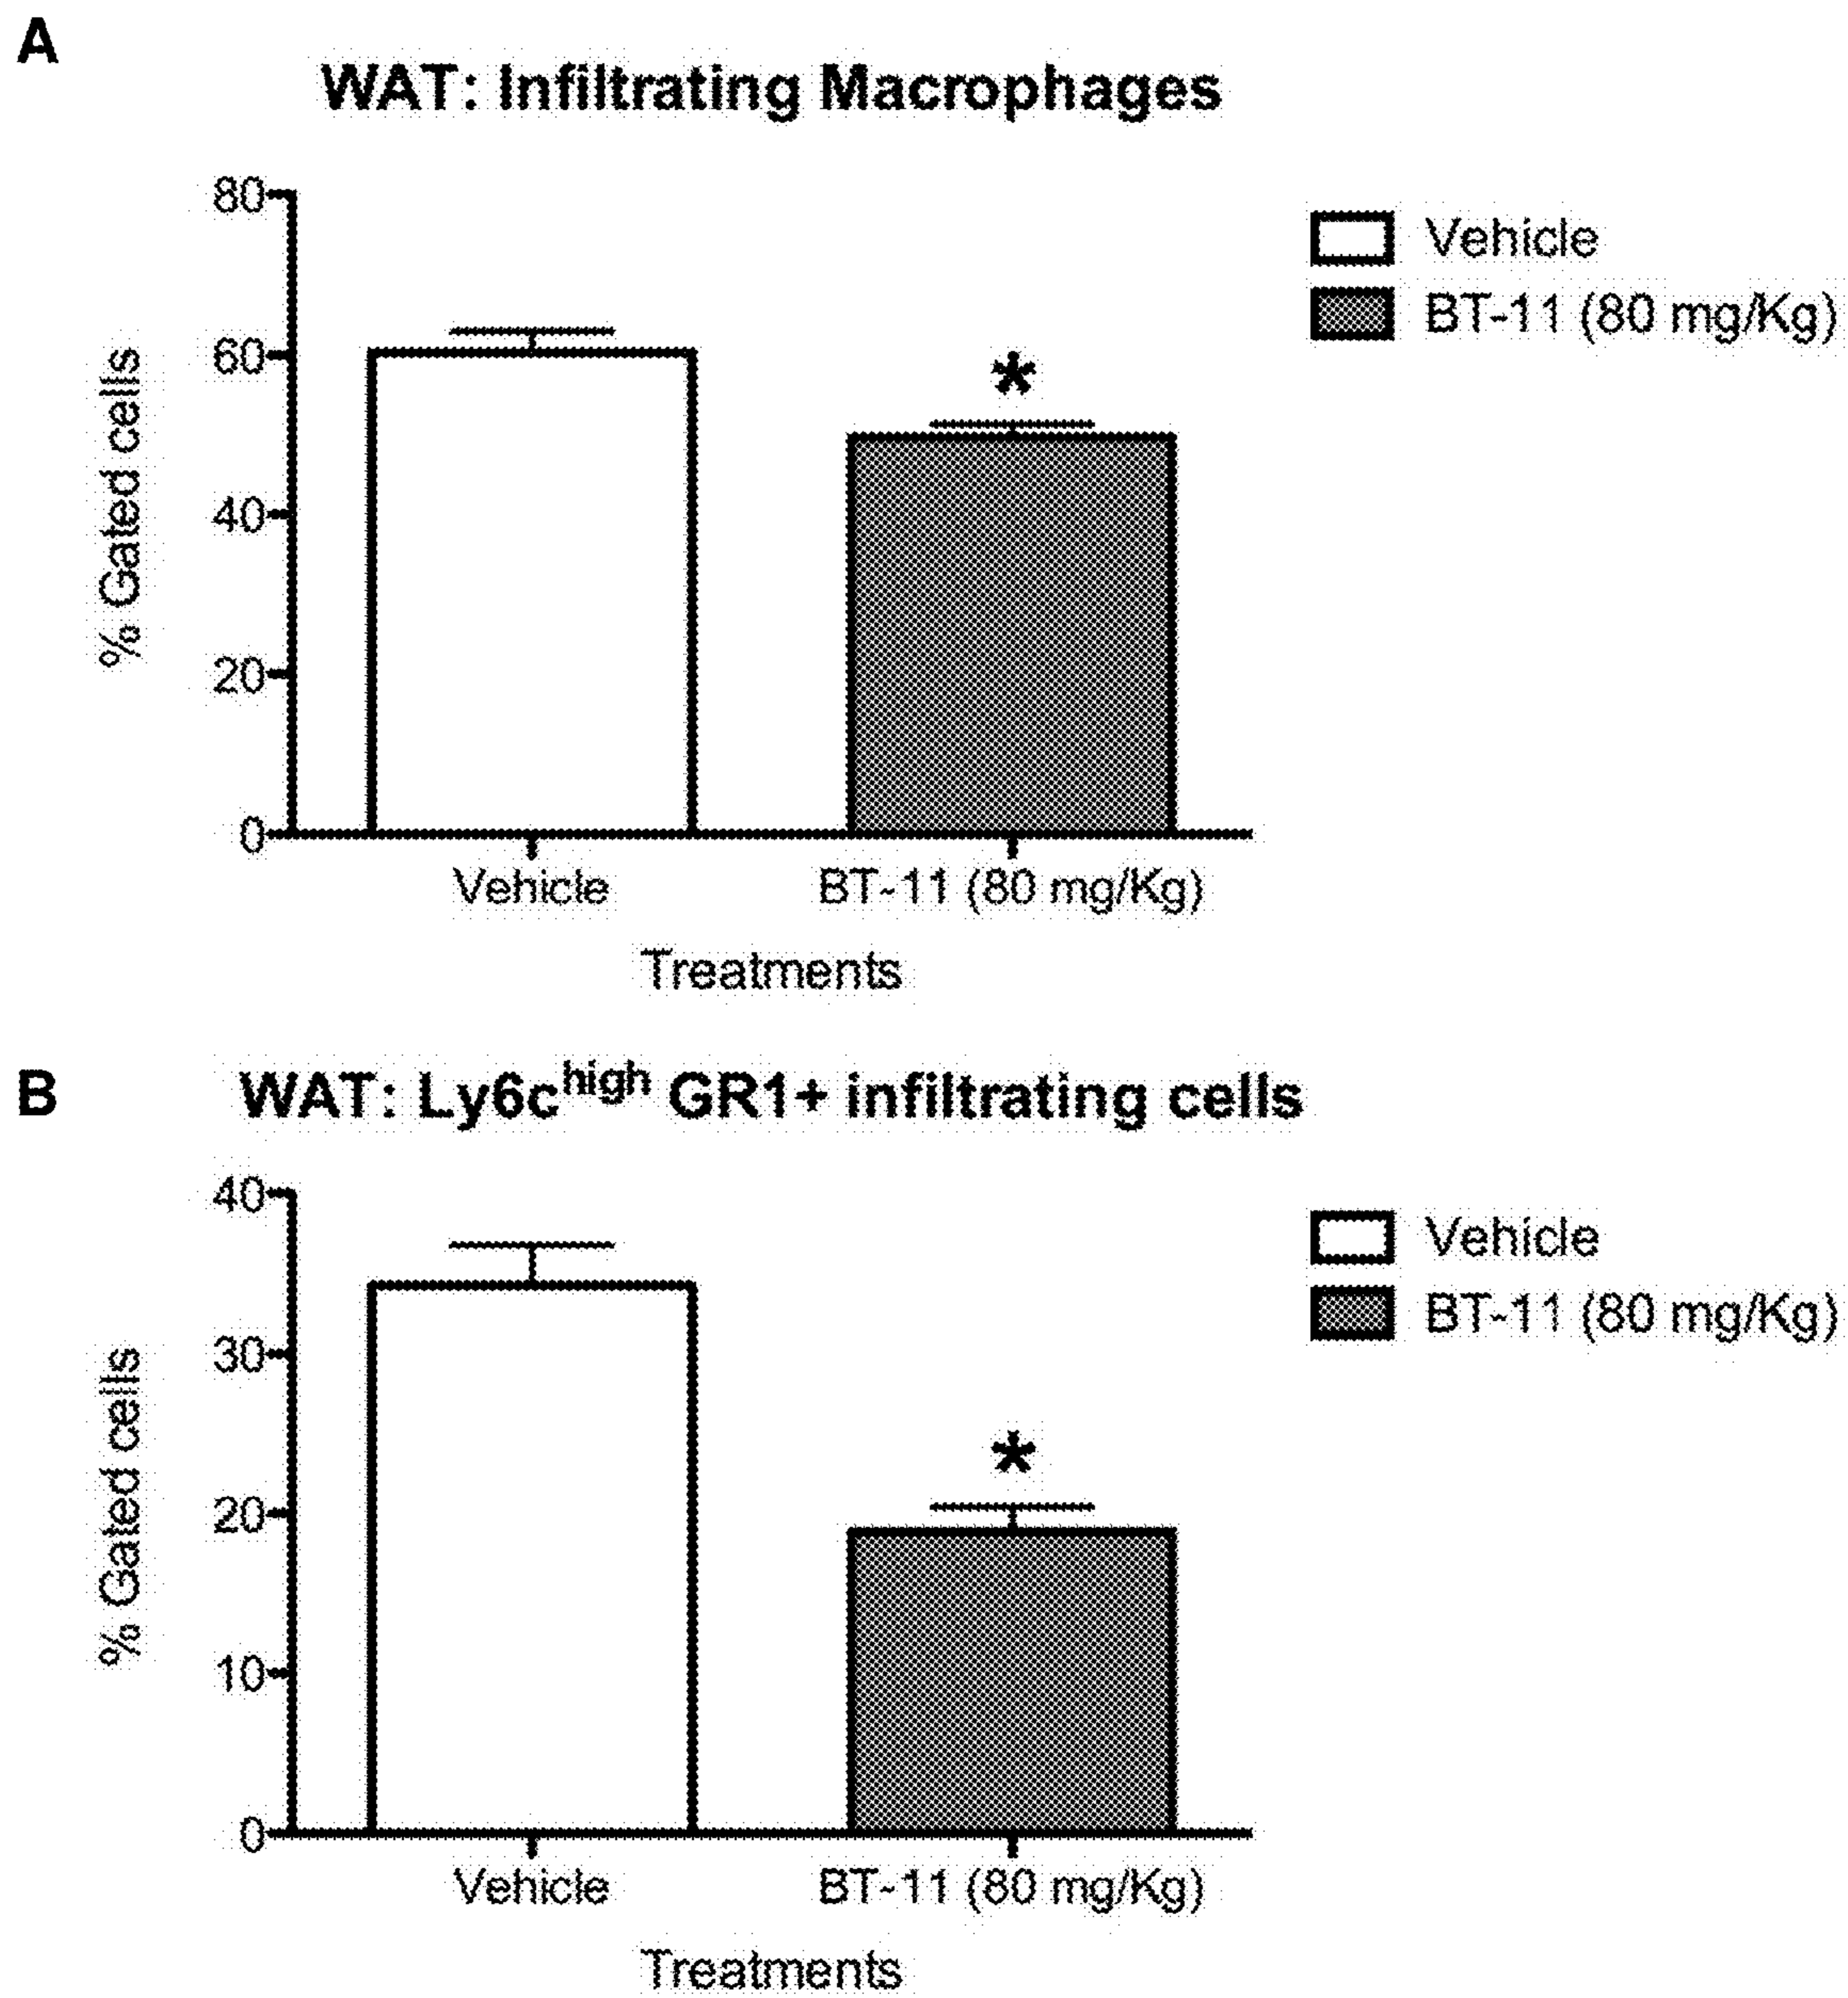 A
WAT: Infiltrating Macrophages
80
60
40
20
0
% Gated cells
*
Vehicle
BT-11 (80 mg/Kg)
Vehicle
BT-11 (80 mg/Kg)
Treatments
B
WAT: Ly6c^high GR1+ infiltrating cells
40
30
20
10
0
% Gated cells
*
Vehicle
BT-11 (80 mg/Kg)
Vehicle
BT-11 (80 mg/Kg)
Treatments